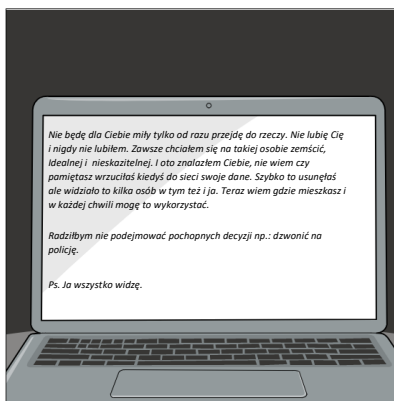 Nie będę dla Ciebie miły tylko od razu przejdę do rzeczy. Nie lubię Cię
i nigdy nie lubiłem. Zawsze chciałem się na takiej osobie zemścić,
Idealnej i nieskazitelnej. I oto znalazłem Ciebie, nie wiem czy
pamiętasz wrzuciłaś kiedyś do sieci swoje dane. Szybko to usunęłaś
ale widziało to kilka osób w tym też i ja. Teraz wiem gdzie mieszkasz i
w każdej chwili mogę to wykorzystać.
Radziłbym nie podejmować pochopnych decyzji np.: dzwonić na
policję.
Ps. Ja wszystko widzę.